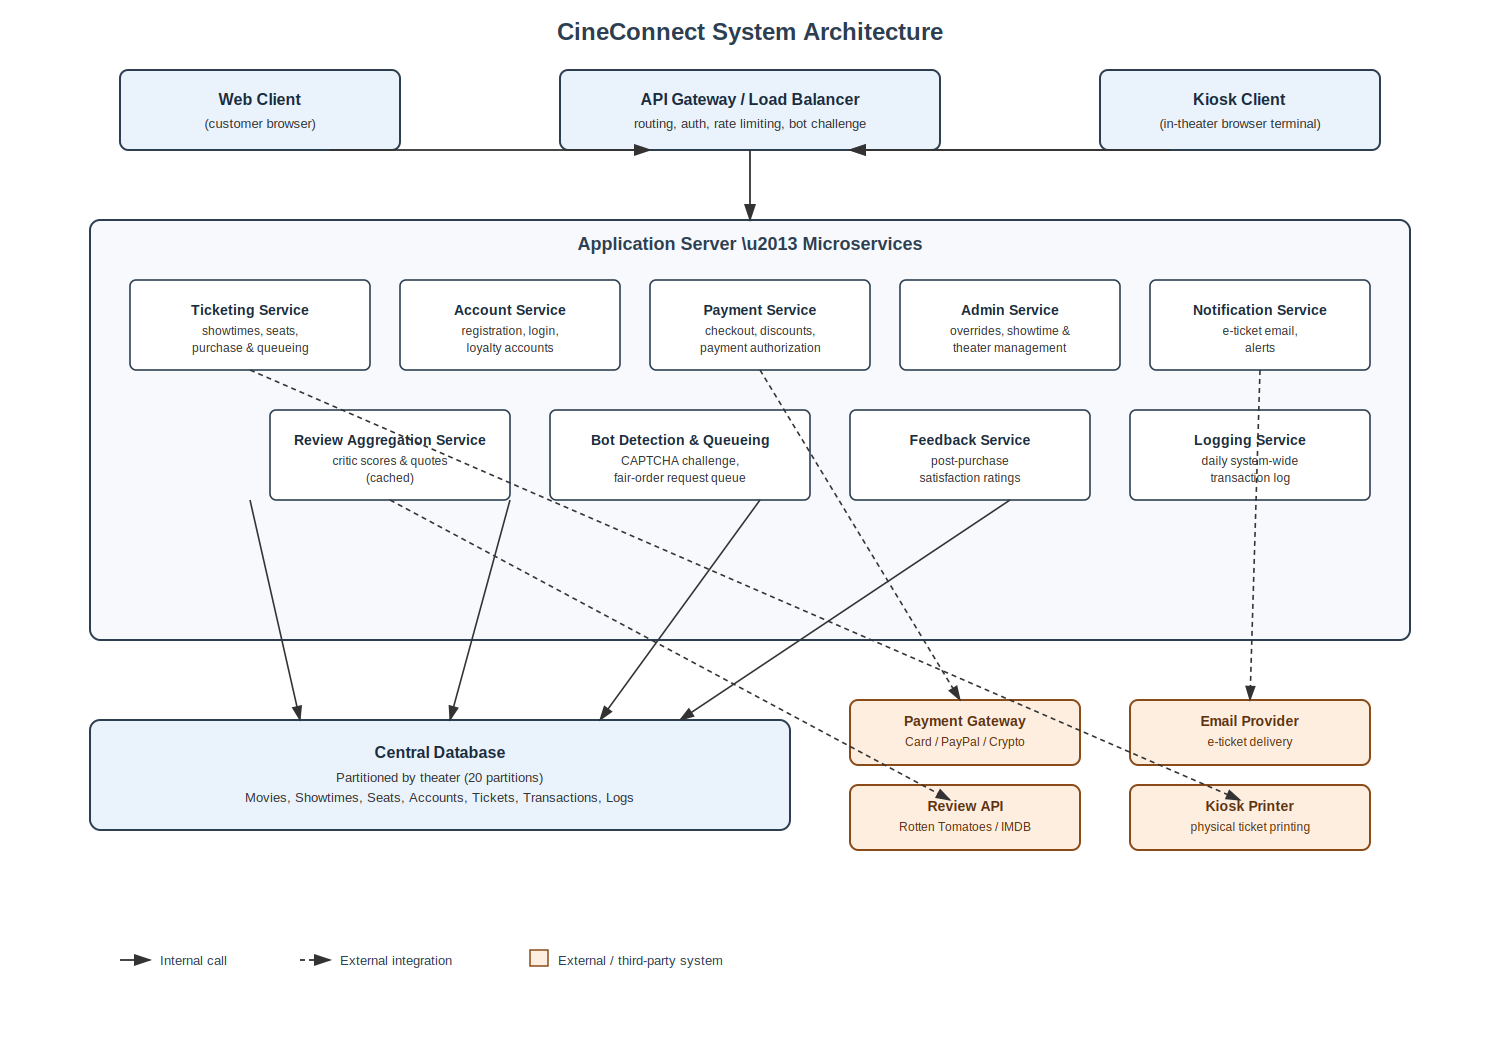 CineConnect System Architecture
Web Client
(customer browser)
API Gateway / Load Balancer
routing, auth, rate limiting, bot challenge
Kiosk Client
(in-theater browser terminal)
Application Server \u2013 Microservices
Ticketing Service
showtimes, seats,
purchase & queueing
Account Service
registration, login,
loyalty accounts
Payment Service
checkout, discounts,
payment authorization
Admin Service
overrides, showtime &
theater management
Notification Service
e-ticket email,
alerts
Review Aggregation Service
critic scores & quotes
(cached)
Bot Detection & Queueing
CAPTCHA challenge,
fair-order request queue
Feedback Service
post-purchase
satisfaction ratings
Logging Service
daily system-wide
transaction log
Central Database
Partitioned by theater (20 partitions)
Movies, Showtimes, Seats, Accounts, Tickets, Transactions, Logs
Payment Gateway
Card / PayPal / Crypto
Email Provider
e-ticket delivery
Review API
Rotten Tomatoes / IMDB
Kiosk Printer
physical ticket printing
Internal call
External integration
External / third-party system